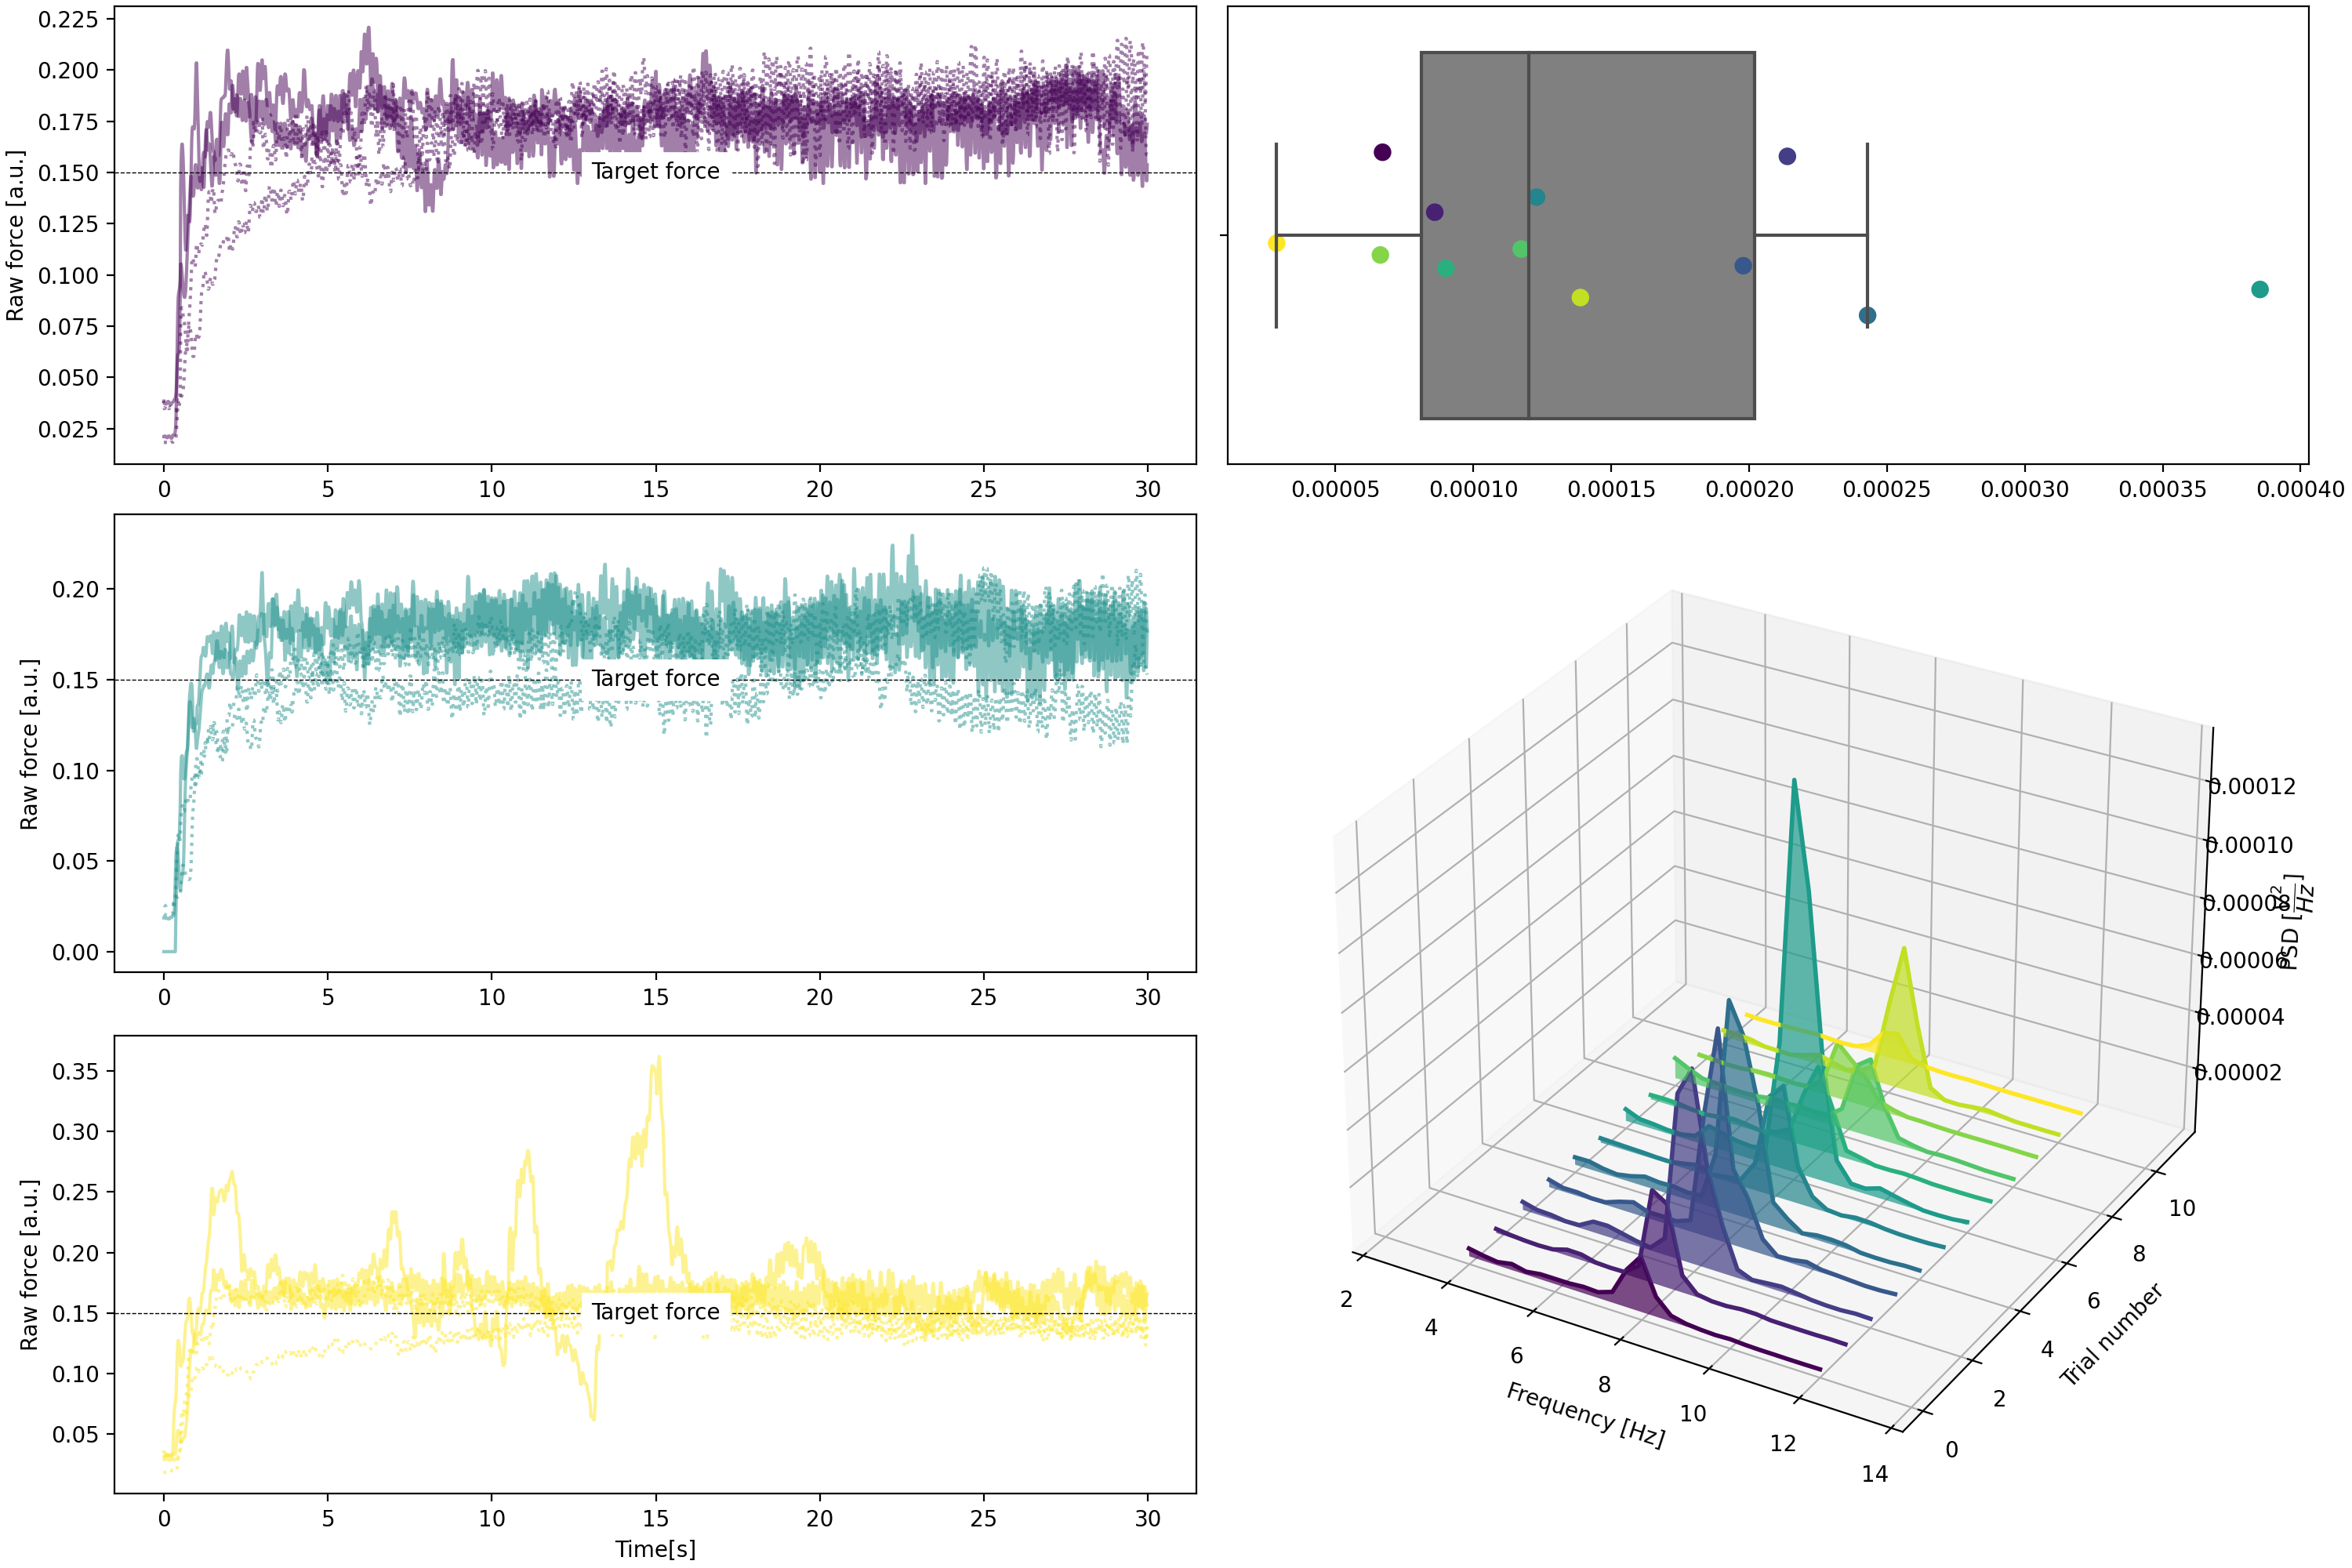 0.225
0.200
0.175
0.150
0.125
0.100
0.075
0.050
0.025
Raw force [a.u.]
Target force
0 5 10 15 20 25 30
0.00005 0.00010 0.00015 0.00020 0.00025 0.00030 0.00035 0.00040
0.20
0.15
0.10
0.05
0.00
Raw force [a.u.]
Target force
0 5 10 15 20 25 30
0.35
0.30
0.25
0.20
0.15
0.10
0.05
Raw force [a.u.]
Target force
0 5 10 15 20 25 30
Time[s]
0.00012
0.00010
0.00008
0.00006
0.00004
0.00002
PSD [V²/Hz]
2 4 6 8 10 12 14
Frequency [Hz]
0 2 4 6 8 10
Trial number